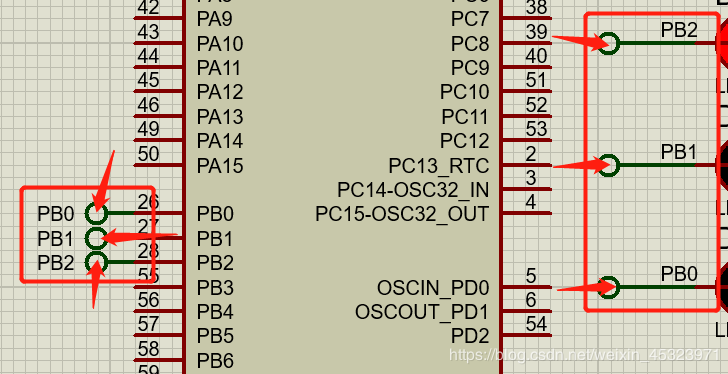 42 PA9 PC7 38
43 PA10 PC8 39 PB2
44 PA11 PC9 40
45 PA12 PC10 51
46 PA13 PC11 52
49 PA14 PC12 53
50 PA15 PC13_RTC 2 PB1
PC14-OSC32_IN 3
PB0 26 PB0 PC15-OSC32_OUT 4
PB1 27 PB1
PB2 28 PB2
55 PB3 OSCIN_PD0 5 PB0
56 PB4 OSCOUT_PD1 6
57 PB5 PD2 54
58 PB6
59
https://blog.csdn.net/weixin_45323971